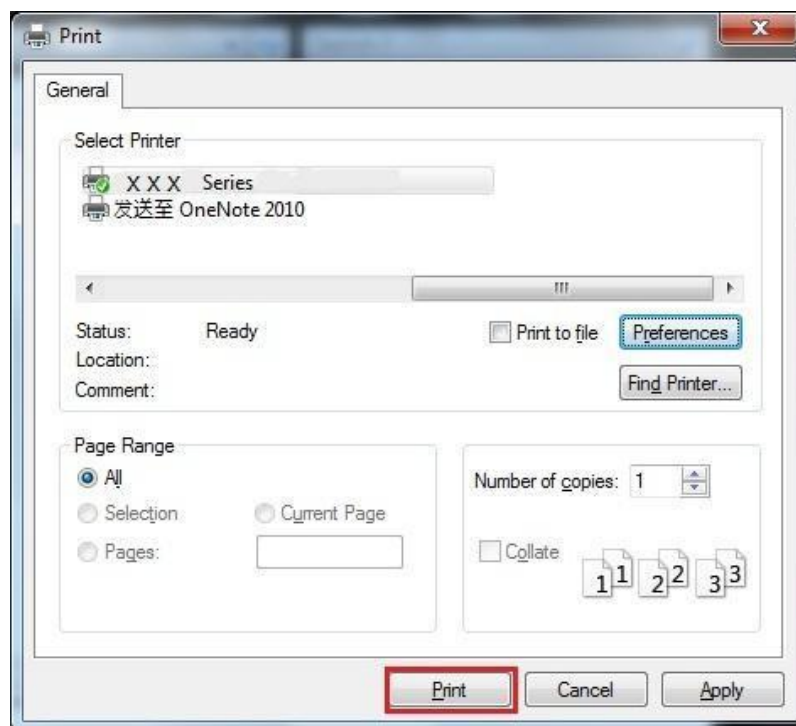 Print
General
Select Printer
X X X Series
发送至 OneNote 2010
Status: Ready
Print to file
Preferences
Location:
Comment:
Find Printer...
Page Range
All
Selection
Current Page
Pages:
Number of copies: 1
Collate
1 1 2 2 3 3
Print
Cancel
Apply